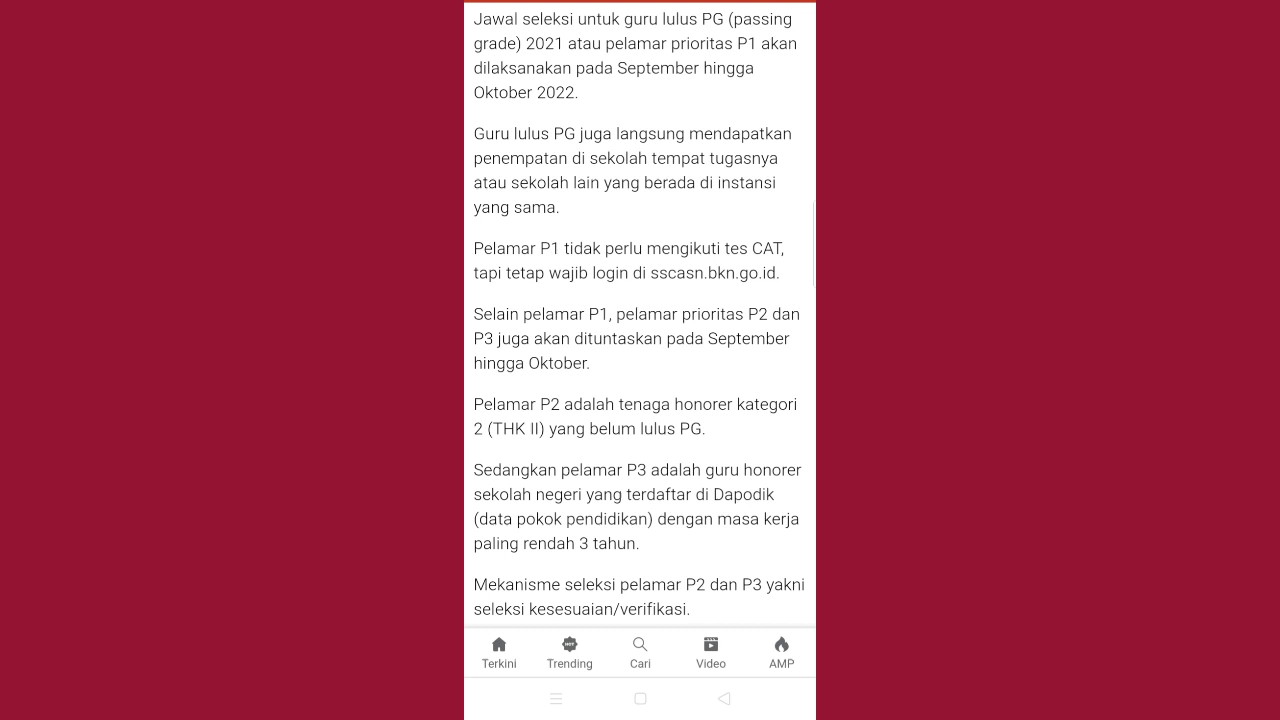 Jawal seleksi untuk guru lulus PG (passing
grade) 2021 atau pelamar prioritas P1 akan
dilaksanakan pada September hingga
Oktober 2022.
Guru lulus PG juga langsung mendapatkan
penempatan di sekolah tempat tugasnya
atau sekolah lain yang berada di instansi
yang sama.
Pelamar P1 tidak perlu mengikuti tes CAT,
tapi tetap wajib login di sscasn.bkn.go.id.
Selain pelamar P1, pelamar prioritas P2 dan
P3 juga akan dituntaskan pada September
hingga Oktober.
Pelamar P2 adalah tenaga honorer kategori
2 (THK II) yang belum lulus PG.
Sedangkan pelamar P3 adalah guru honorer
sekolah negeri yang terdaftar di Dapodik
(data pokok pendidikan) dengan masa kerja
paling rendah 3 tahun.
Mekanisme seleksi pelamar P2 dan P3 yakni
seleksi kesesuaian/verifikasi.
HOT
Terkini Trending Cari Video AMP